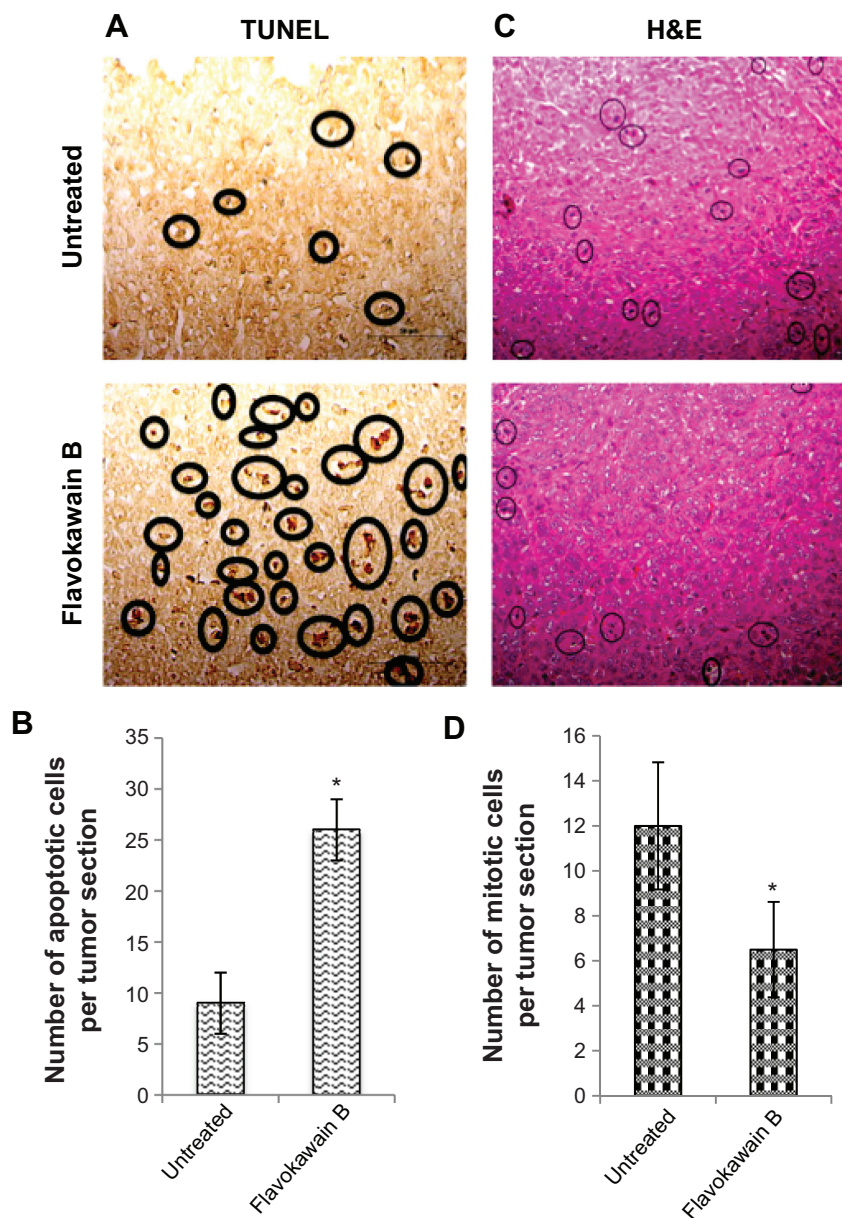 A
TUNEL
C
H&E
Untreated
Flavokawain B
B
Number of apoptotic cells
per tumor section
35
30
25
20
15
10
5
0
*
Untreated
Flavokawain B
D
Number of mitotic cells
per tumor section
16
14
12
10
8
6
4
2
0
*
Untreated
Flavokawain B